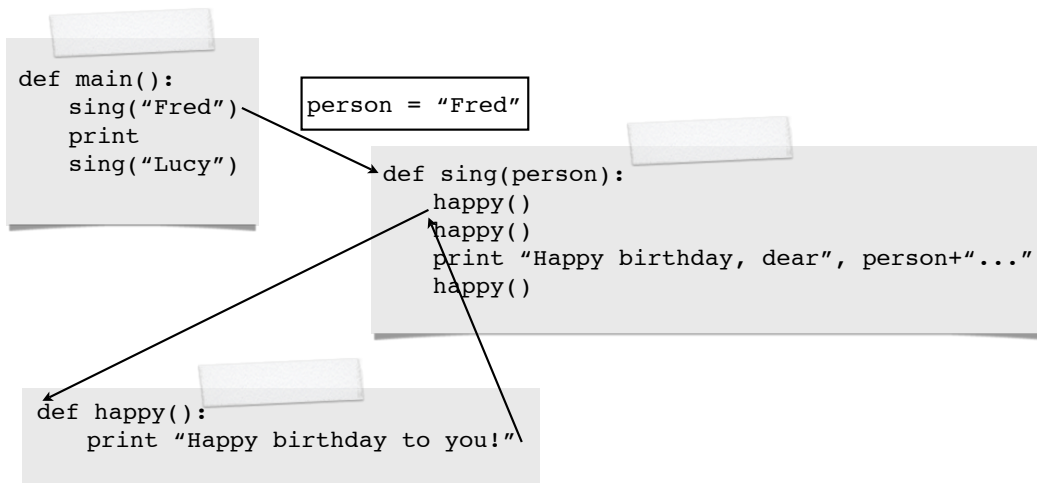 def main():
sing(“Fred”)
print
sing(“Lucy”)
person = “Fred”
def sing(person):
happy()
happy()
print “Happy birthday, dear”, person+“...”
happy()
def happy():
print “Happy birthday to you!”